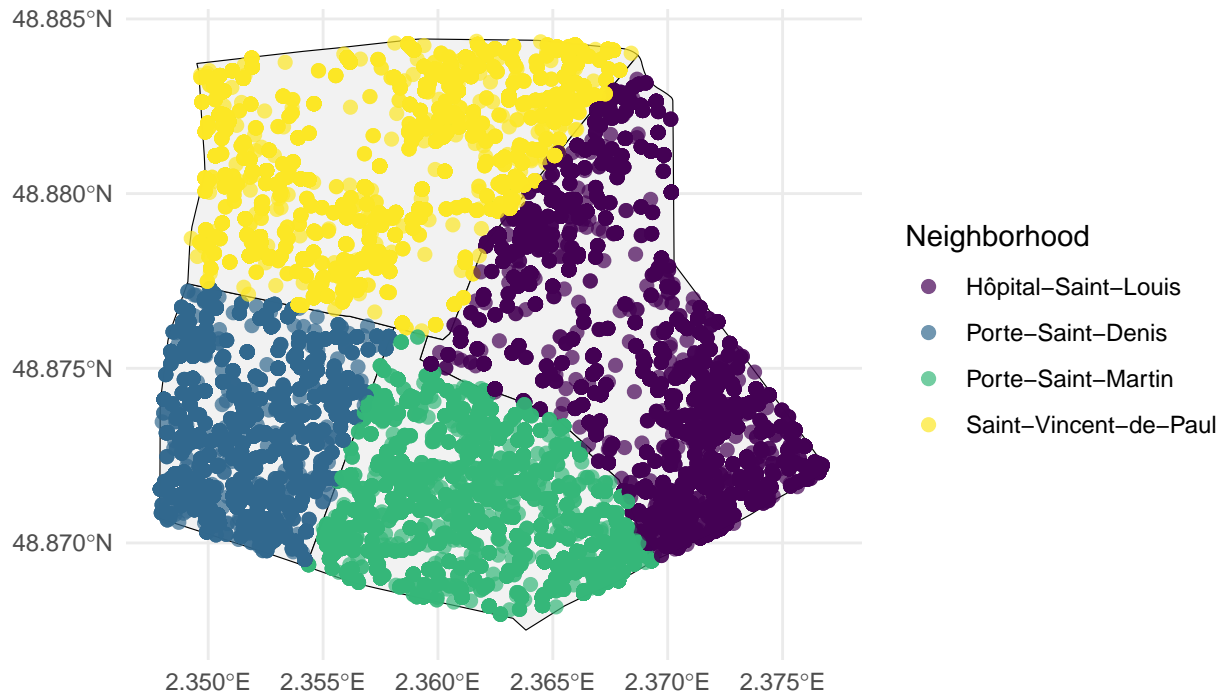 48.885°N
48.880°N
48.875°N
48.870°N
2.350°E
2.355°E
2.360°E
2.365°E
2.370°E
2.375°E
Neighborhood
Hôpital−Saint−Louis
Porte−Saint−Denis
Porte−Saint−Martin
Saint−Vincent−de−Paul